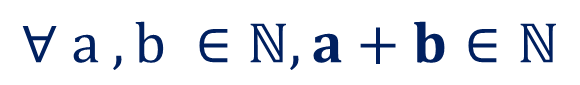 ∀ a ,b ∈ ℕ, a + b ∈ ℕ